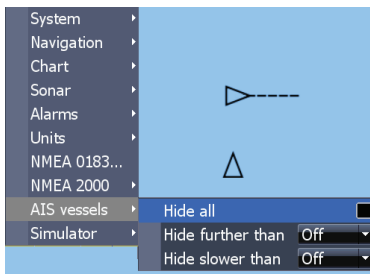 System
Navigation
Chart
Sonar
Alarms
Units
NMEA 0183...
NMEA 2000
AIS vessels
Simulator
Hide all
Hide further than Off
Hide slower than Off